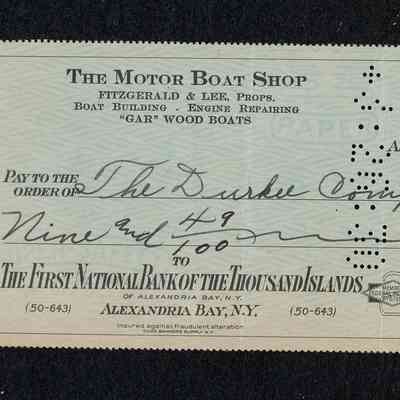 THE MOTOR BOAT SHOP
FITZGERALD & LEE, PROPS.
BOAT BUILDING - ENGINE REPAIRING
"GAR" WOOD BOATS
A
PAY TO THE
ORDER OF The Durkee Comp
Nine and 49/100
TO
THE FIRST NATIONAL BANK OF THE THOUSAND ISLANDS
OF ALEXANDRIA BAY, N.Y.
(50-643) ALEXANDRIA BAY, N.Y. (50-643)
Insured against fraudulent alteration